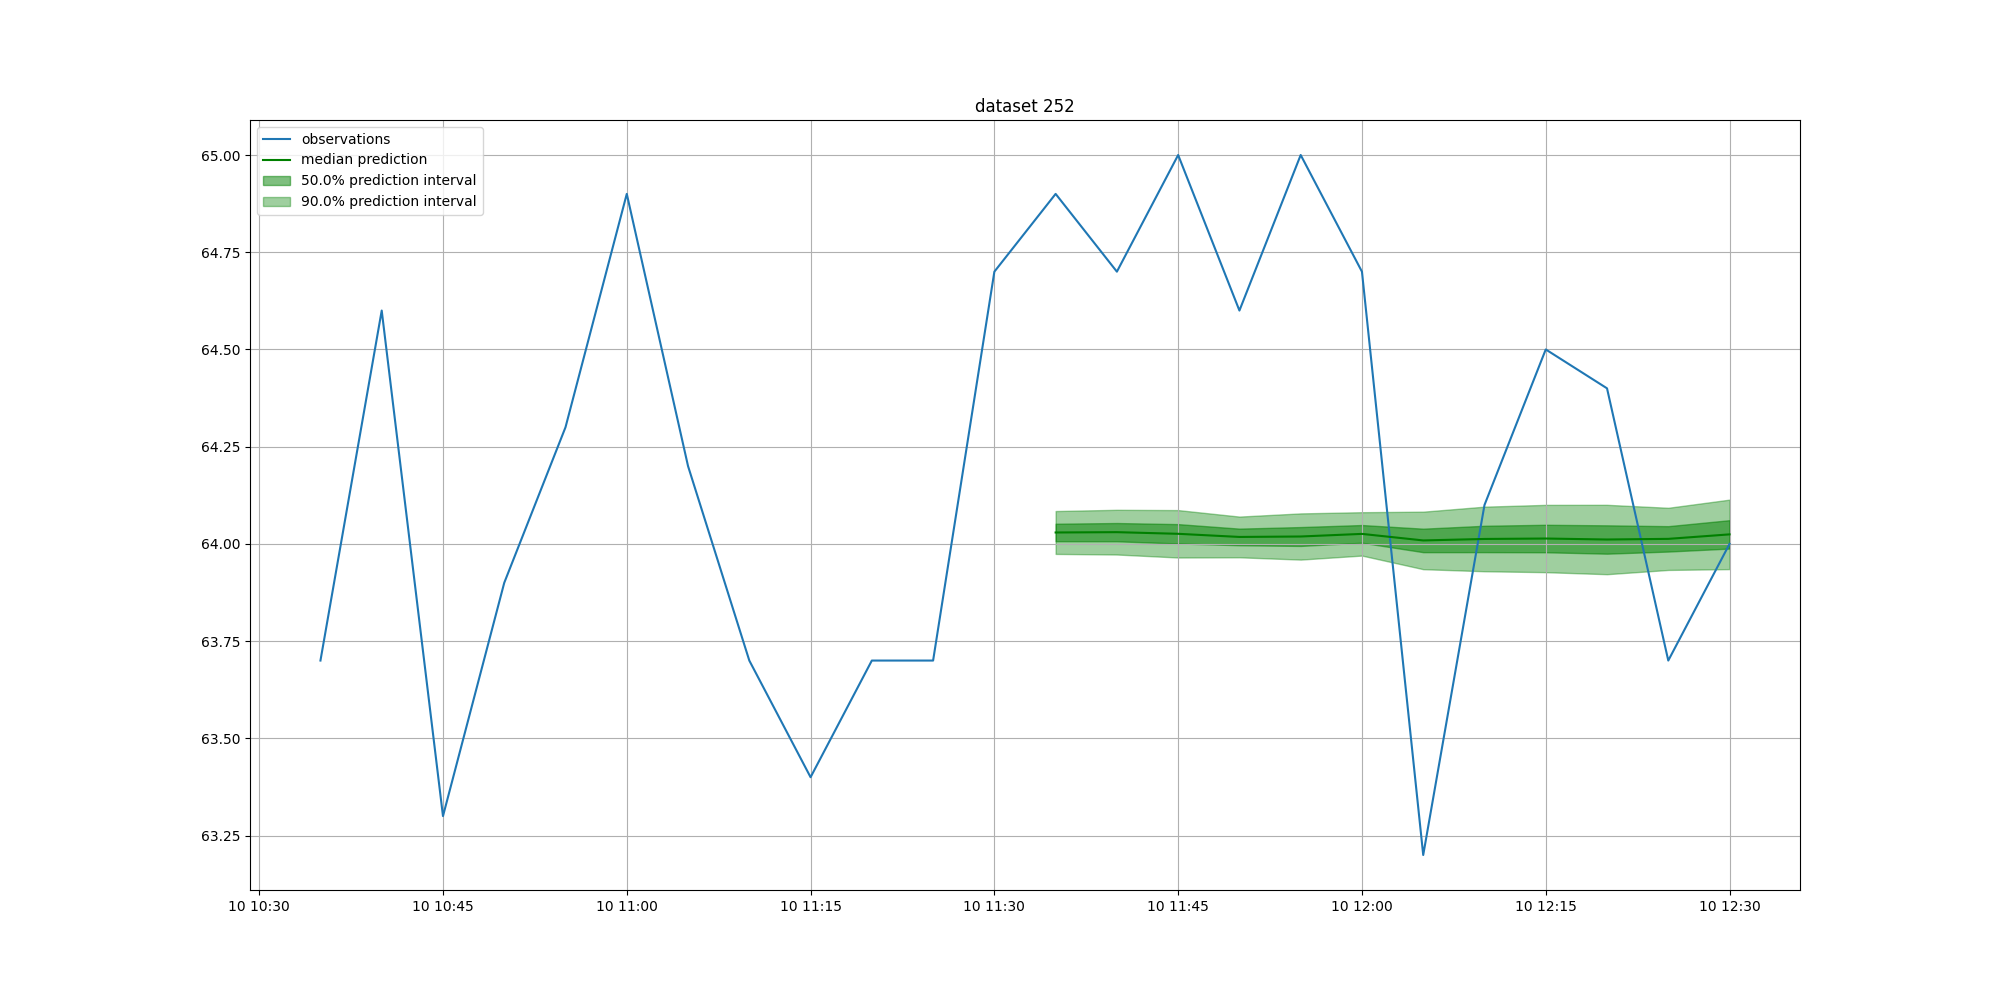 dataset 252
observations
median prediction
50.0% prediction interval
90.0% prediction interval
65.00
64.75
64.50
64.25
64.00
63.75
63.50
63.25
10 10:30 10 10:45 10 11:00 10 11:15 10 11:30 10 11:45 10 12:00 10 12:15 10 12:30